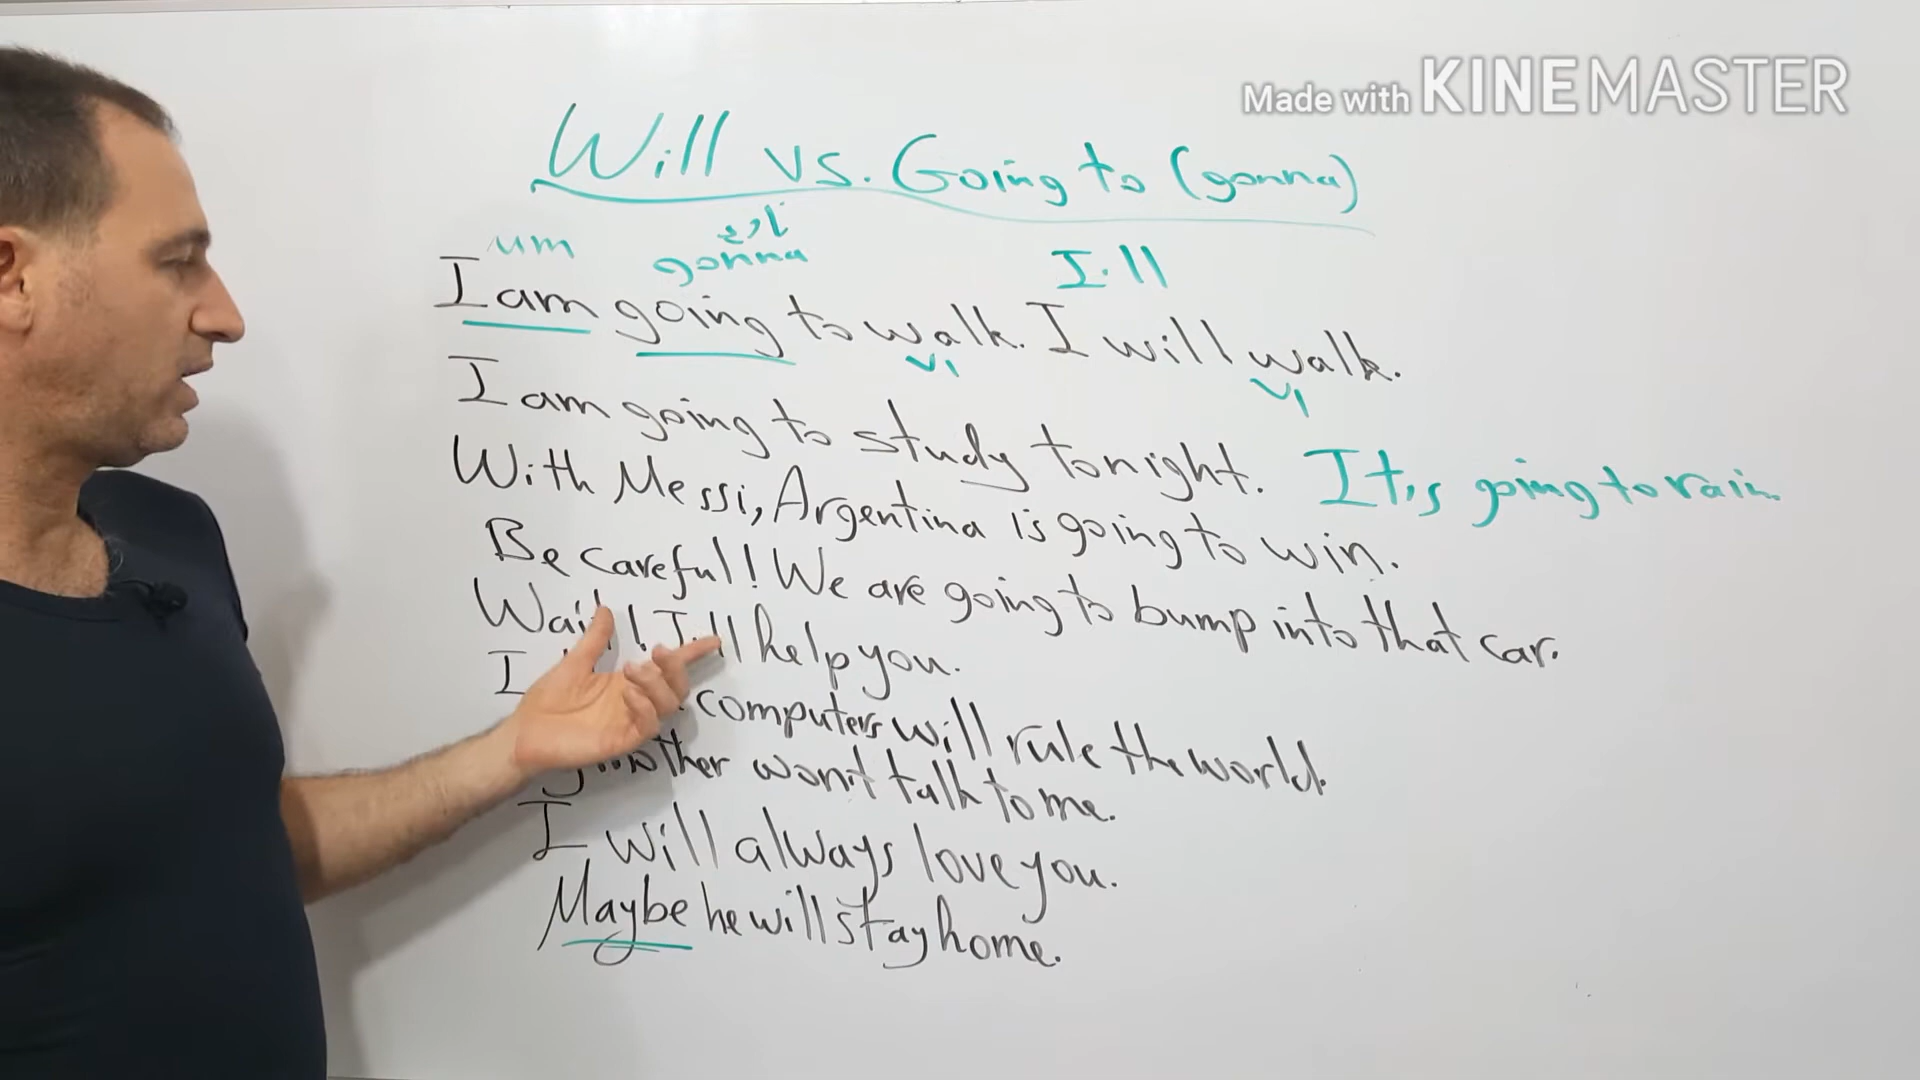 Made with KINEMASTER
Will vs. Going to (gonna)
um gonna I'll
I am going to walk. I will walk.
V1 V1
I am going to study tonight. It's going to rain.
With Messi, Argentina is going to win.
Be careful! We are going to bump into that car.
Wait! I'll help you.
I computers will rule the world.
won't talk to me.
I will always love you.
Maybe he will stay home.